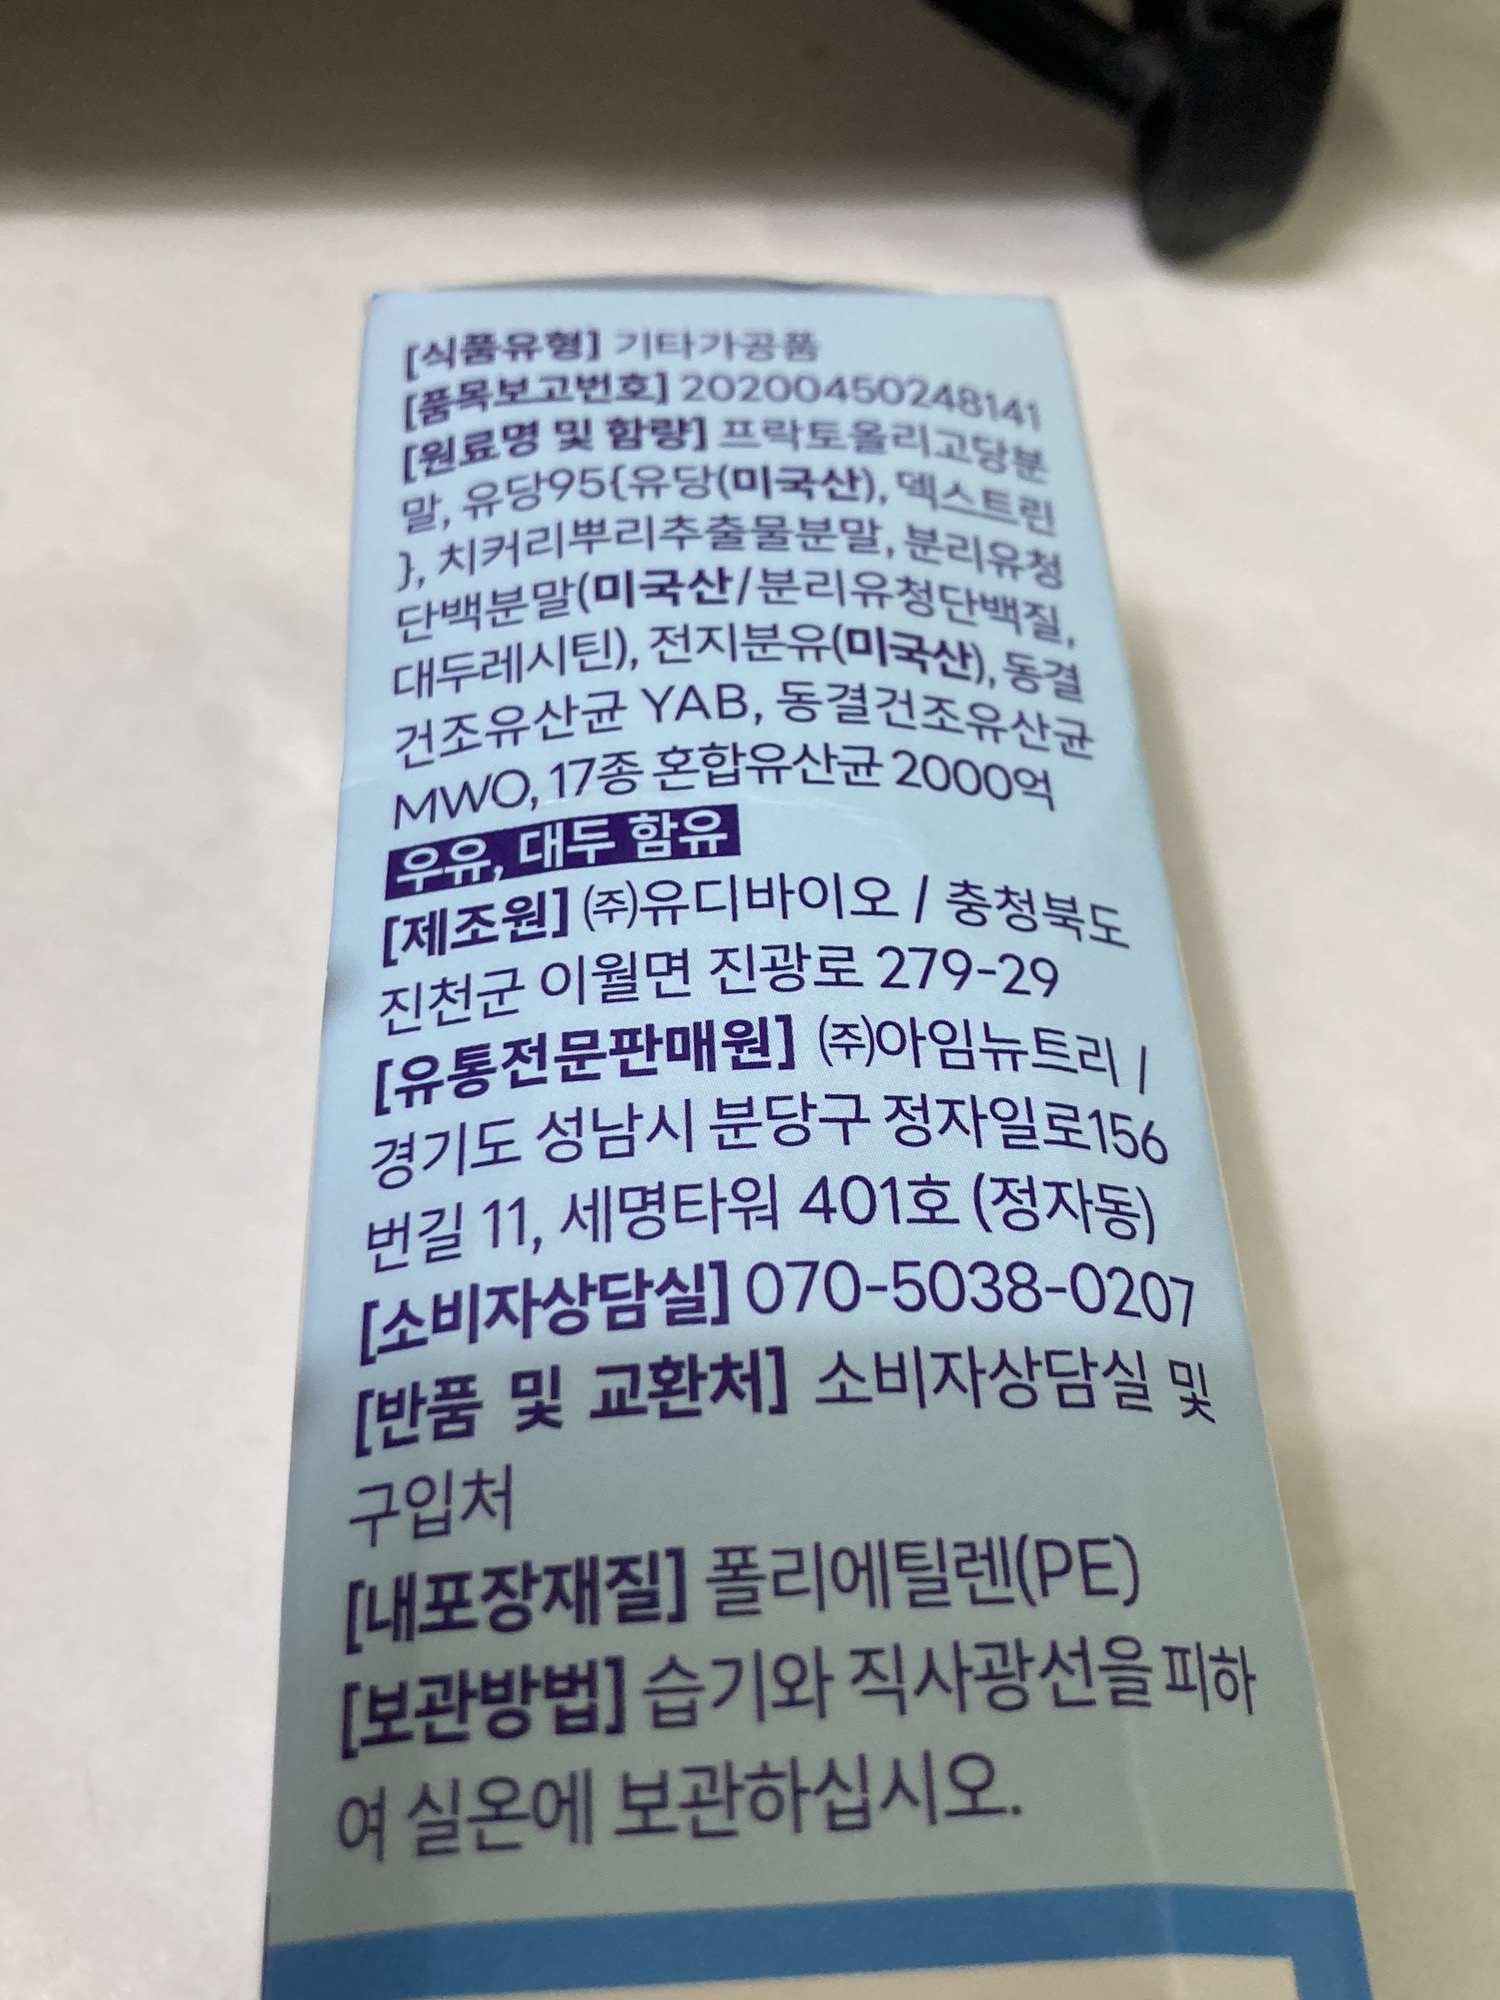 [식품유형] 기타가공품
[품목보고번호] 202004502481​41
[원료명 및 함량] 프락토올리고당분
말, 유당95{유당(미국산), 덱스트린
}, 치커리뿌리추출물분말, 분리유청
단백분말(미국산/분리유청단백질,
대두레시틴), 전지분유(미국산), 동결
건조유산균 YAB, 동결건조유산균
MWO, 17종 혼합유산균 2000억
우유, 대두 함유
[제조원] ㈜유디바이오 / 충청북도
진천군 이월면 진광로 279-29
[유통전문판매원] ㈜아임뉴트리 /
경기도 성남시 분당구 정자일로156
번길 11, 세명타워 401호 (정자동)
[소비자상담실] 070-5038-0207
[반품 및 교환처] 소비자상담실 및
구입처
[내포장재질] 폴리에틸렌(PE)
[보관방법] 습기와 직사광선을 피하
여 실온에 보관하십시오.